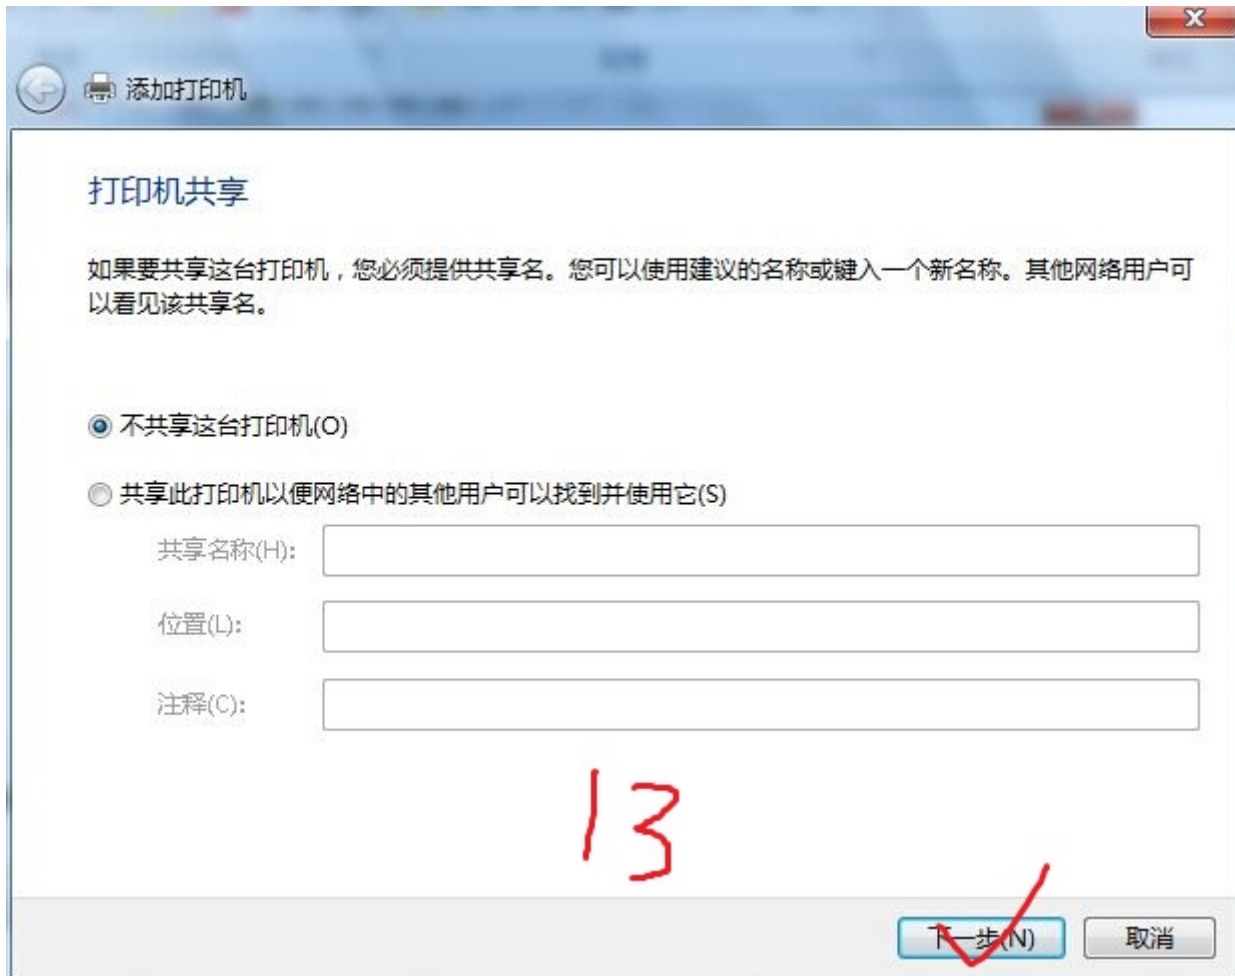 添加打印机
打印机共享
如果要共享这台打印机，您必须提供共享名。您可以使用建议的名称或键入一个新名称。其他网络用户可
以看见该共享名。
不共享这台打印机(O)
共享此打印机以便网络中的其他用户可以找到并使用它(S)
共享名称(H):
位置(L):
注释(C):
13
下一步(N)
取消